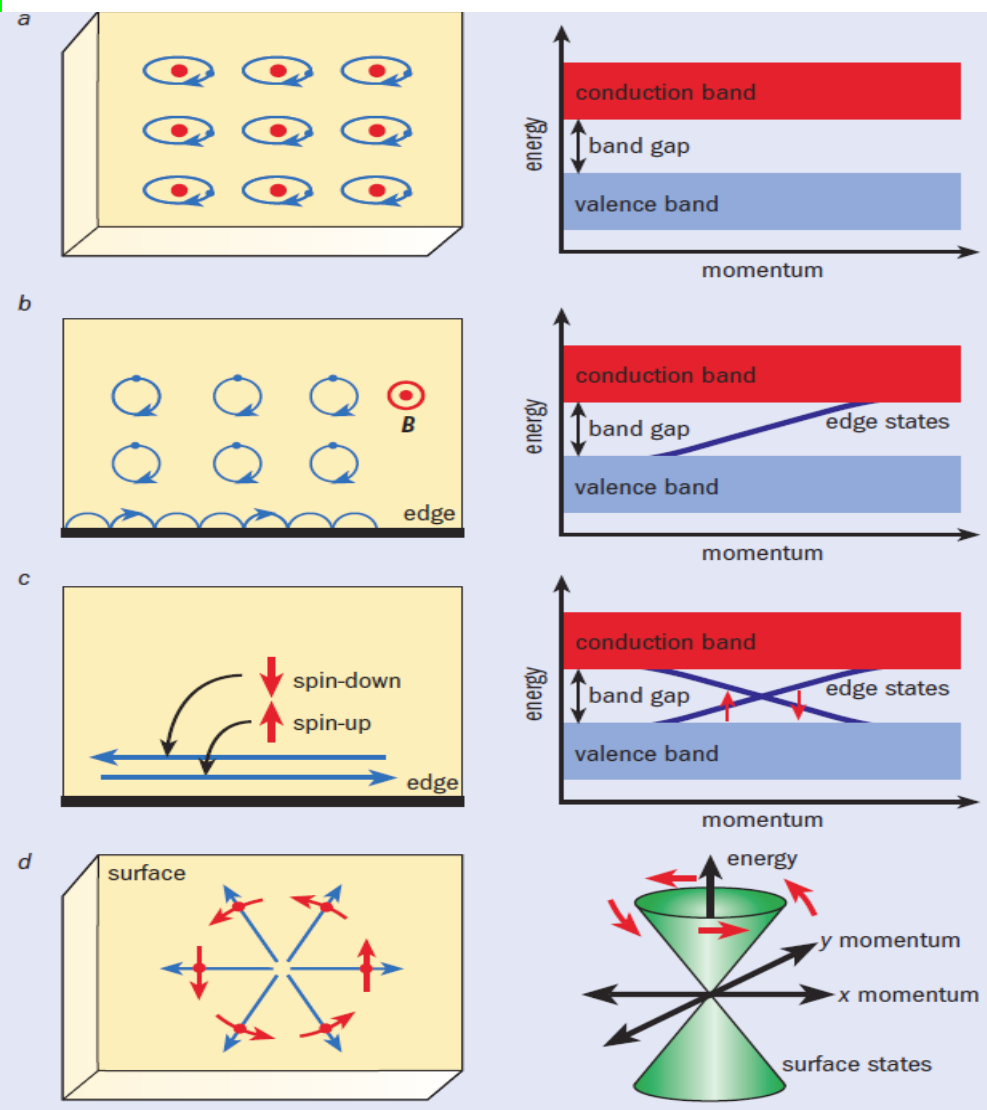 a
conduction band
band gap
valence band
energy
momentum
b
B
edge
conduction band
band gap
edge states
valence band
energy
momentum
c
spin-down
spin-up
edge
conduction band
band gap
edge states
valence band
energy
momentum
d
surface
energy
y momentum
x momentum
surface states